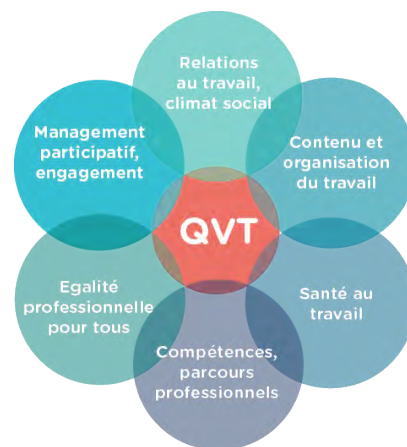 Relations
au travail,
climat social
Management
participatif,
engagement
Contenu et
organisation
du travail
QVT
Egalité
professionnelle
pour tous
Santé au
travail
Compétences,
parcours
professionnels